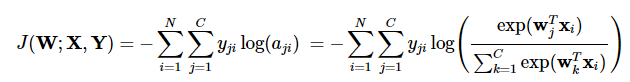 J(W; X, Y) = − ∑_{i=1}^{N} ∑_{j=1}^{C} y_{ji} log(a_{ji}) = − ∑_{i=1}^{N} ∑_{j=1}^{C} y_{ji} log( exp(w_j^T x_i) / ∑_{k=1}^{C} exp(w_k^T x_i) )